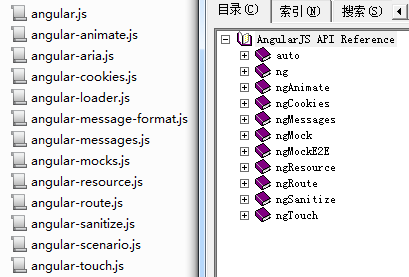 angular.js
angular-animate.js
angular-aria.js
angular-cookies.js
angular-loader.js
angular-message-format.js
angular-messages.js
angular-mocks.js
angular-resource.js
angular-route.js
angular-sanitize.js
angular-scenario.js
angular-touch.js
目录(C) 索引(N) 搜索(S)
AngularJS API Reference
auto
ng
ngAnimate
ngCookies
ngMessages
ngMock
ngMockE2E
ngResource
ngRoute
ngSanitize
ngTouch